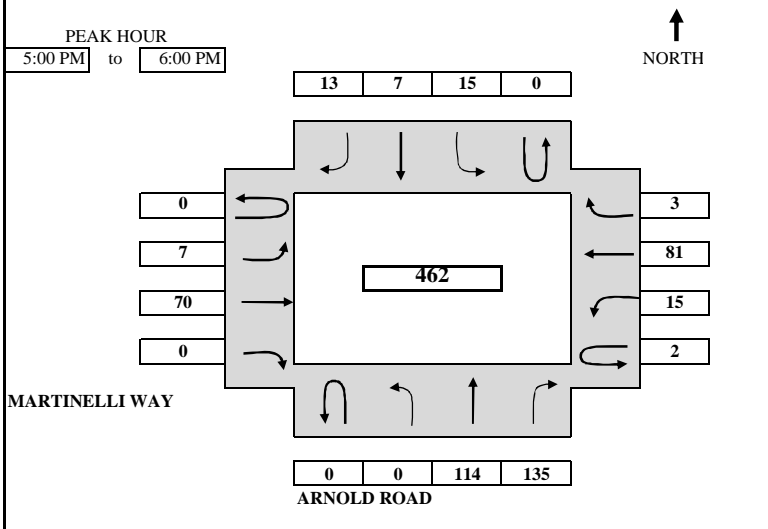 PEAK HOUR
5:00 PM to 6:00 PM
NORTH
13 7 15 0
0 3
7 81
462
70 15
0 2
MARTINELLI WAY
0 0 114 135
ARNOLD ROAD